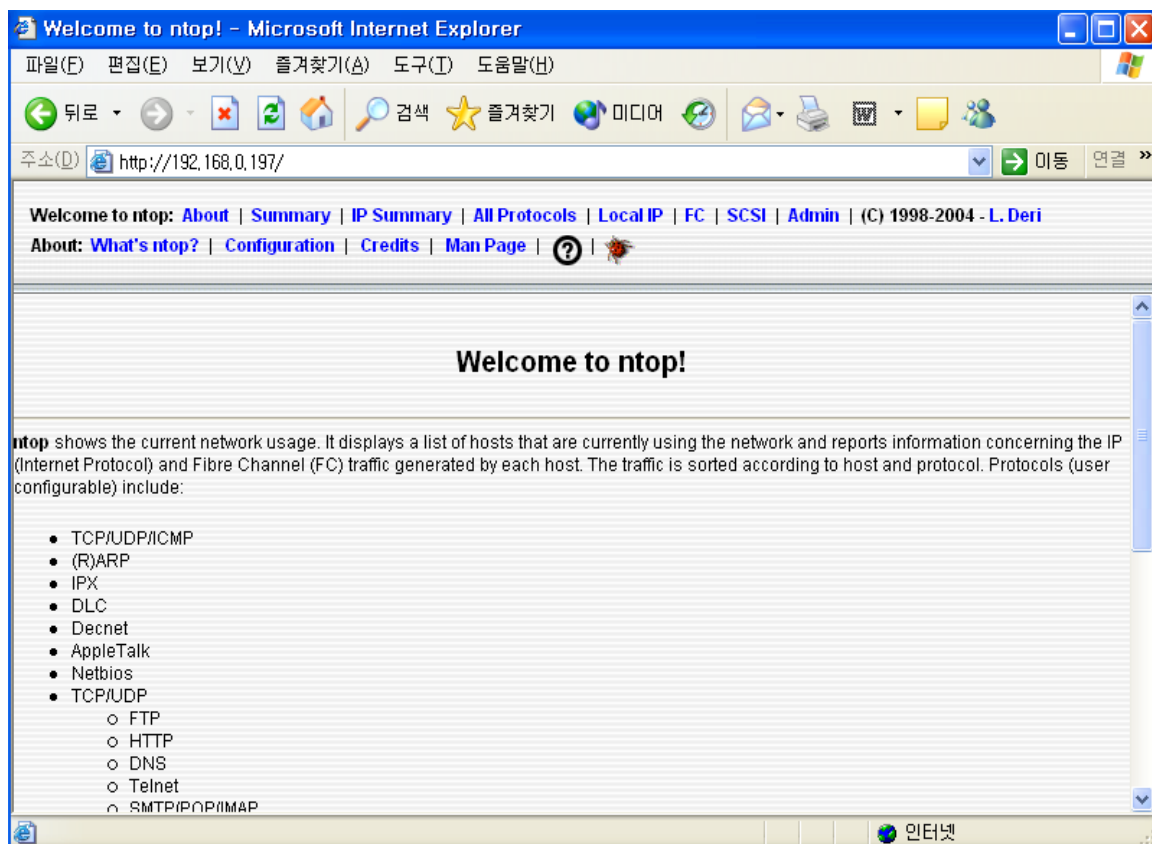 Welcome to ntop! - Microsoft Internet Explorer
파일(F) 편집(E) 보기(V) 즐겨찾기(A) 도구(T) 도움말(H)
뒤로 검색 즐겨찾기 미디어
주소(D) http://192.168.0.197/ 이동 연결 »
Welcome to ntop: About | Summary | IP Summary | All Protocols | Local IP | FC | SCSI | Admin | (C) 1998-2004 - L. Deri
About: What's ntop? | Configuration | Credits | Man Page | ? |
Welcome to ntop!
ntop shows the current network usage. It displays a list of hosts that are currently using the network and reports information concerning the IP
(Internet Protocol) and Fibre Channel (FC) traffic generated by each host. The traffic is sorted according to host and protocol. Protocols (user
configurable) include:
• TCP/UDP/ICMP
• (R)ARP
• IPX
• DLC
• Decnet
• AppleTalk
• Netbios
• TCP/UDP
○ FTP
○ HTTP
○ DNS
○ Telnet
○ SMTP/POP/IMAP
인터넷